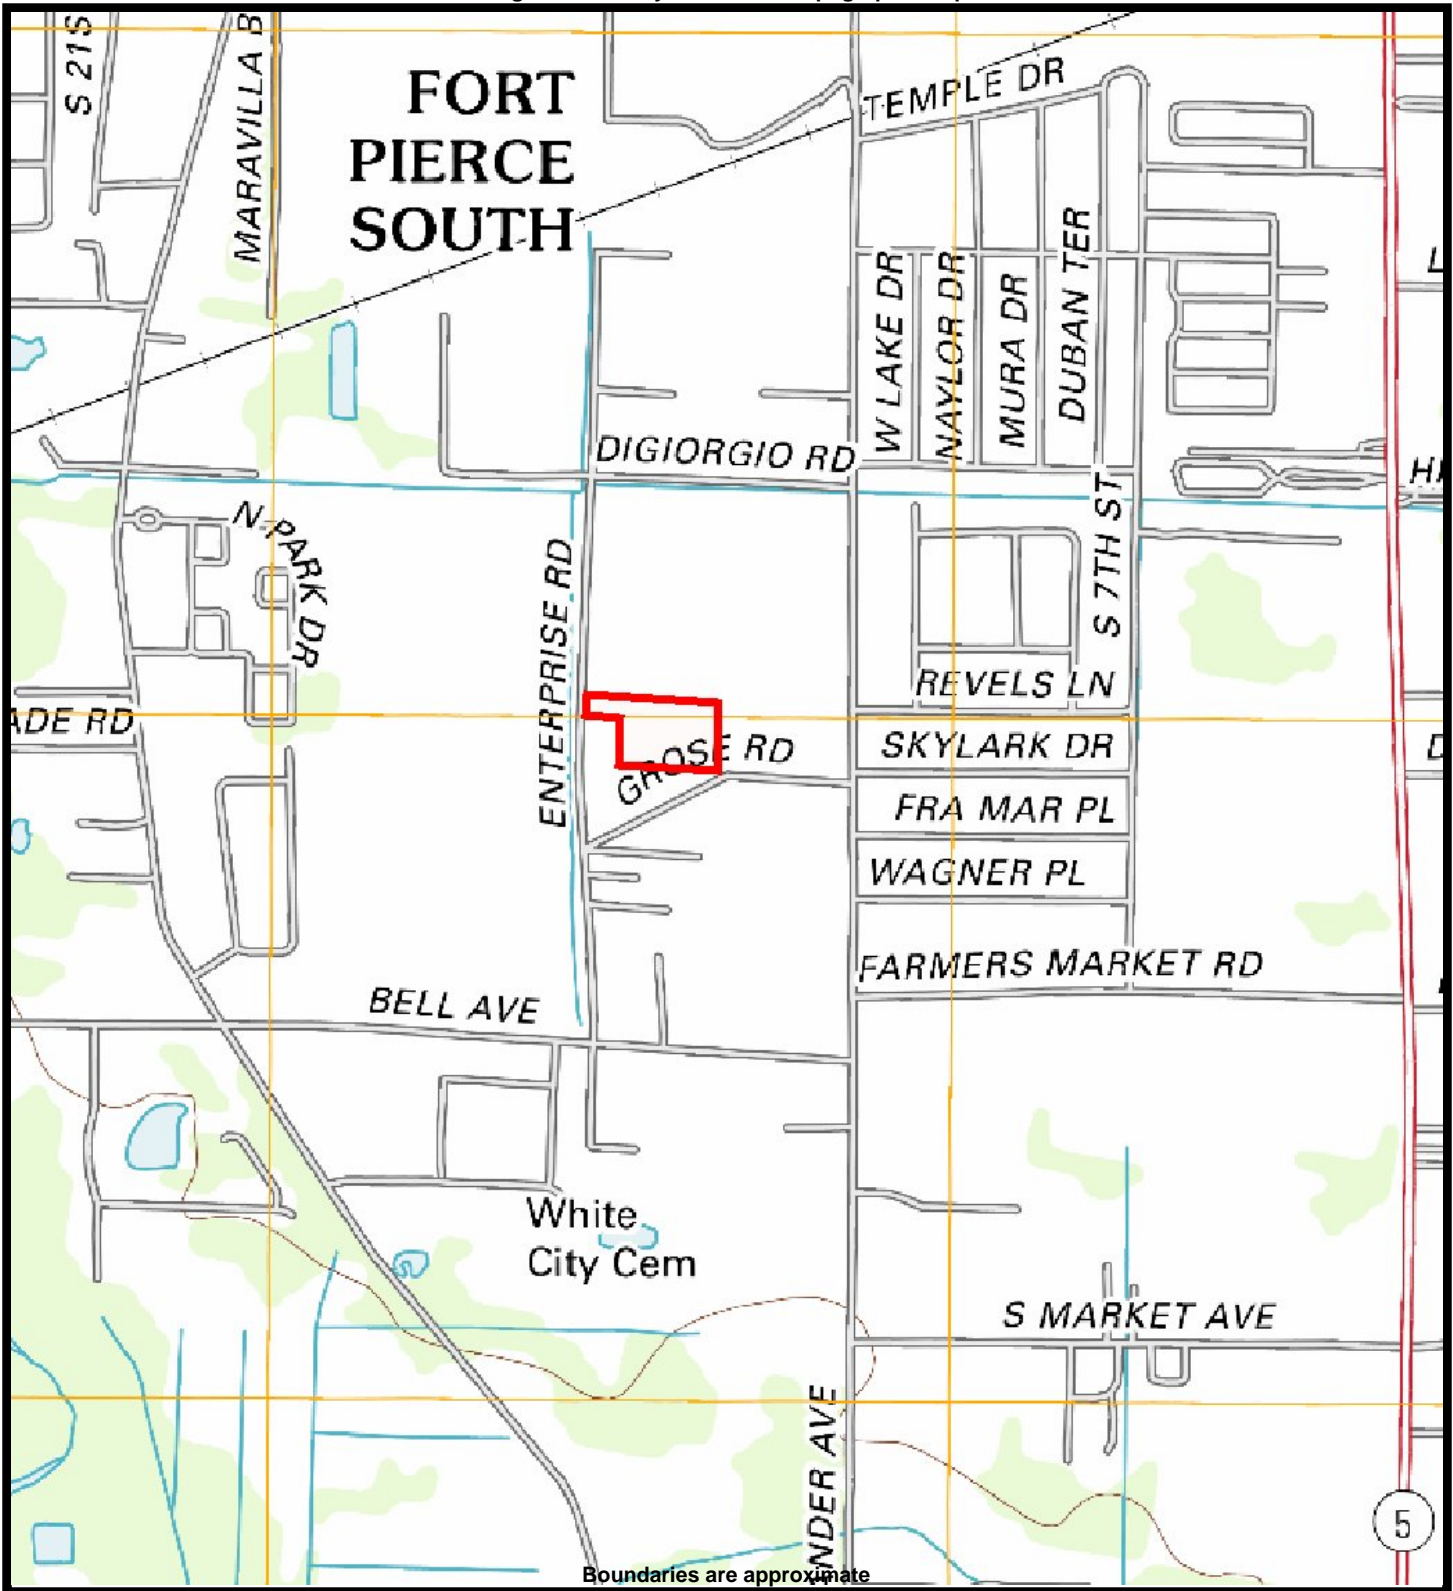 S 21S
MARAVILLA B
FORT
PIERCE
SOUTH
TEMPLE DR
W LAKE DR
NAYLOR DR
MURA DR
DUBAN TER
DIGIORGIO RD
S 7TH ST
N PARK DR
ENTERPRISE RD
REVELS LN
ADE RD
GROSE RD
SKYLARK DR
FRA MAR PL
WAGNER PL
FARMERS MARKET RD
BELL AVE
White
City Cem
S MARKET AVE
NDER AVE
5
Boundaries are approximate